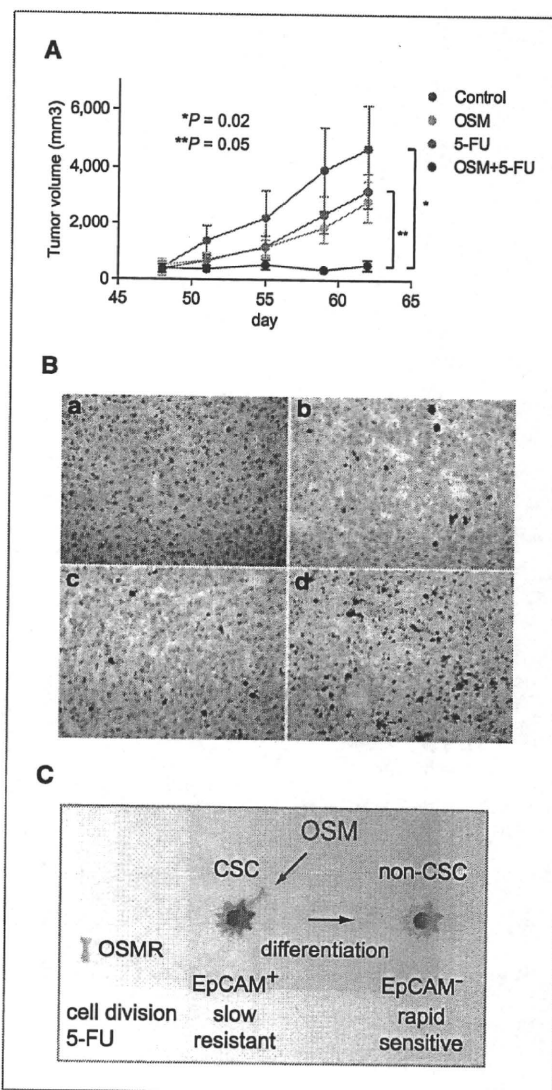 A
Tumor volume (mm3)
6,000
4,000
2,000
0
45
50
55
60
65
day
*P = 0.02
**P = 0.05
Control
OSM
5-FU
OSM+5-FU
*
**
B
a
b
c
d
C
OSM
CSC
non-CSC
OSMR
differentiation
EpCAM+
EpCAM−
cell division
slow
rapid
5-FU
resistant
sensitive